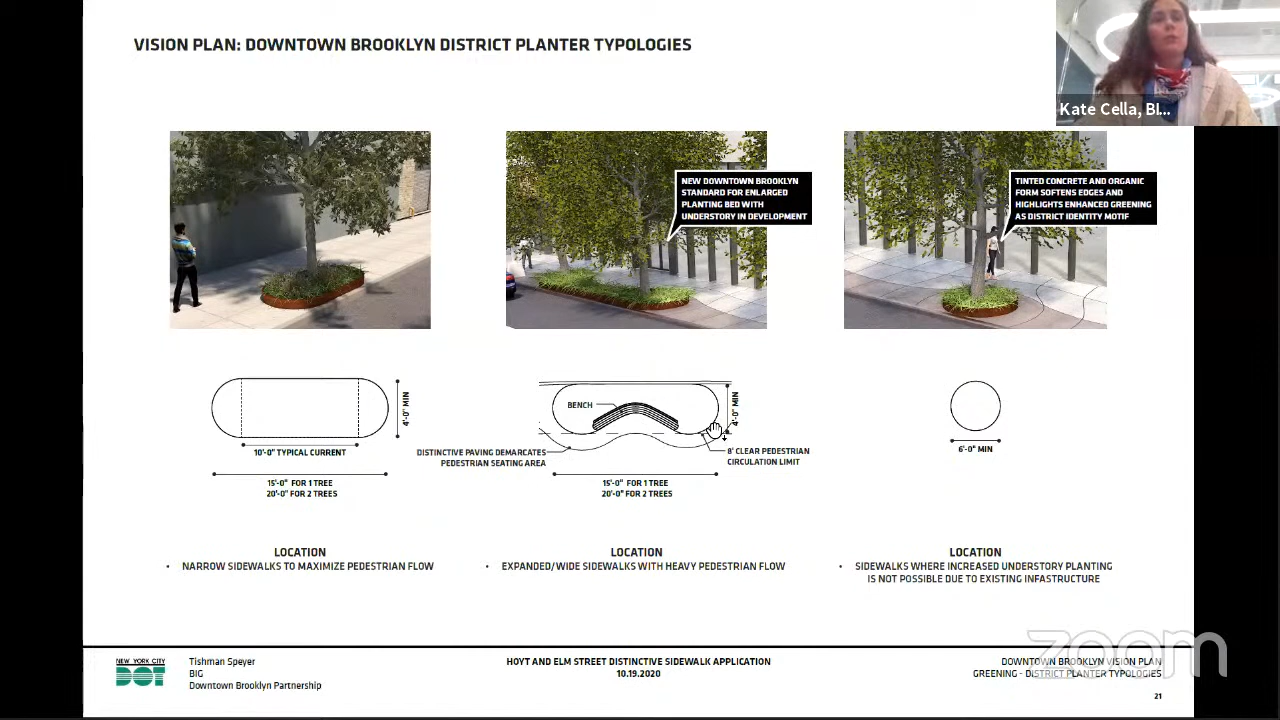 VISION PLAN: DOWNTOWN BROOKLYN DISTRICT PLANTER TYPOLOGIES
Kate Cella, BI...
NEW DOWNTOWN BROOKLYN
STANDARD FOR ENLARGED
PLANTING BED WITH
UNDERSTORY IN DEVELOPMENT
TINTED CONCRETE AND ORGANIC
FORM SOFTENS EDGES AND
HIGHLIGHTS ENHANCED GREENING
AS DISTRICT IDENTITY MOTIF
4'-0" MIN
10'-0" TYPICAL CURRENT
15'-0" FOR 1 TREE
20'-0" FOR 2 TREES
BENCH
4'-0" MIN
DISTINCTIVE PAVING DEMARCATES
PEDESTRIAN SEATING AREA
8' CLEAR PEDESTRIAN
CIRCULATION LIMIT
15'-0" FOR 1 TREE
20'-0" FOR 2 TREES
6'-0" MIN
LOCATION
• NARROW SIDEWALKS TO MAXIMIZE PEDESTRIAN FLOW
LOCATION
• EXPANDED/WIDE SIDEWALKS WITH HEAVY PEDESTRIAN FLOW
LOCATION
• SIDEWALKS WHERE INCREASED UNDERSTORY PLANTING
IS NOT POSSIBLE DUE TO EXISTING INFASTRUCTURE
NEW YORK CITY
DOT
Tishman Speyer
BIG
Downtown Brooklyn Partnership
HOYT AND ELM STREET DISTINCTIVE SIDEWALK APPLICATION
10.19.2020
DOWNTOWN BROOKLYN VISION PLAN
GREENING - DISTRICT PLANTER TYPOLOGIES
21
zoom